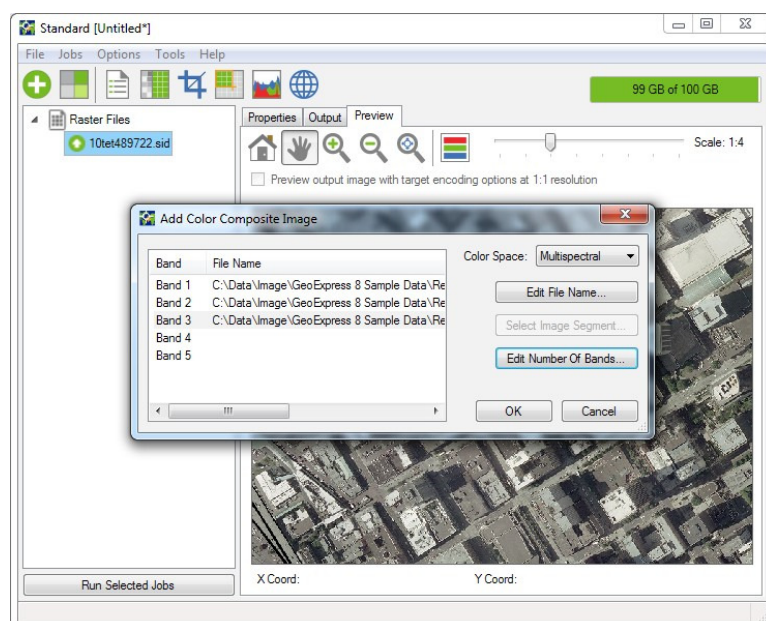 Standard [Untitled*]
File Jobs Options Tools Help
99 GB of 100 GB
Raster Files
10tet489722.sid
Properties Output Preview
Scale: 1:4
Preview output image with target encoding options at 1:1 resolution
Add Color Composite Image
Band File Name
Band 1 C:\Data\Image\GeoExpress 8 Sample Data\Re
Band 2 C:\Data\Image\GeoExpress 8 Sample Data\Re
Band 3 C:\Data\Image\GeoExpress 8 Sample Data\Re
Band 4
Band 5
Color Space: Multispectral
Edit File Name...
Select Image Segment...
Edit Number Of Bands...
OK Cancel
Run Selected Jobs
X Coord: Y Coord: